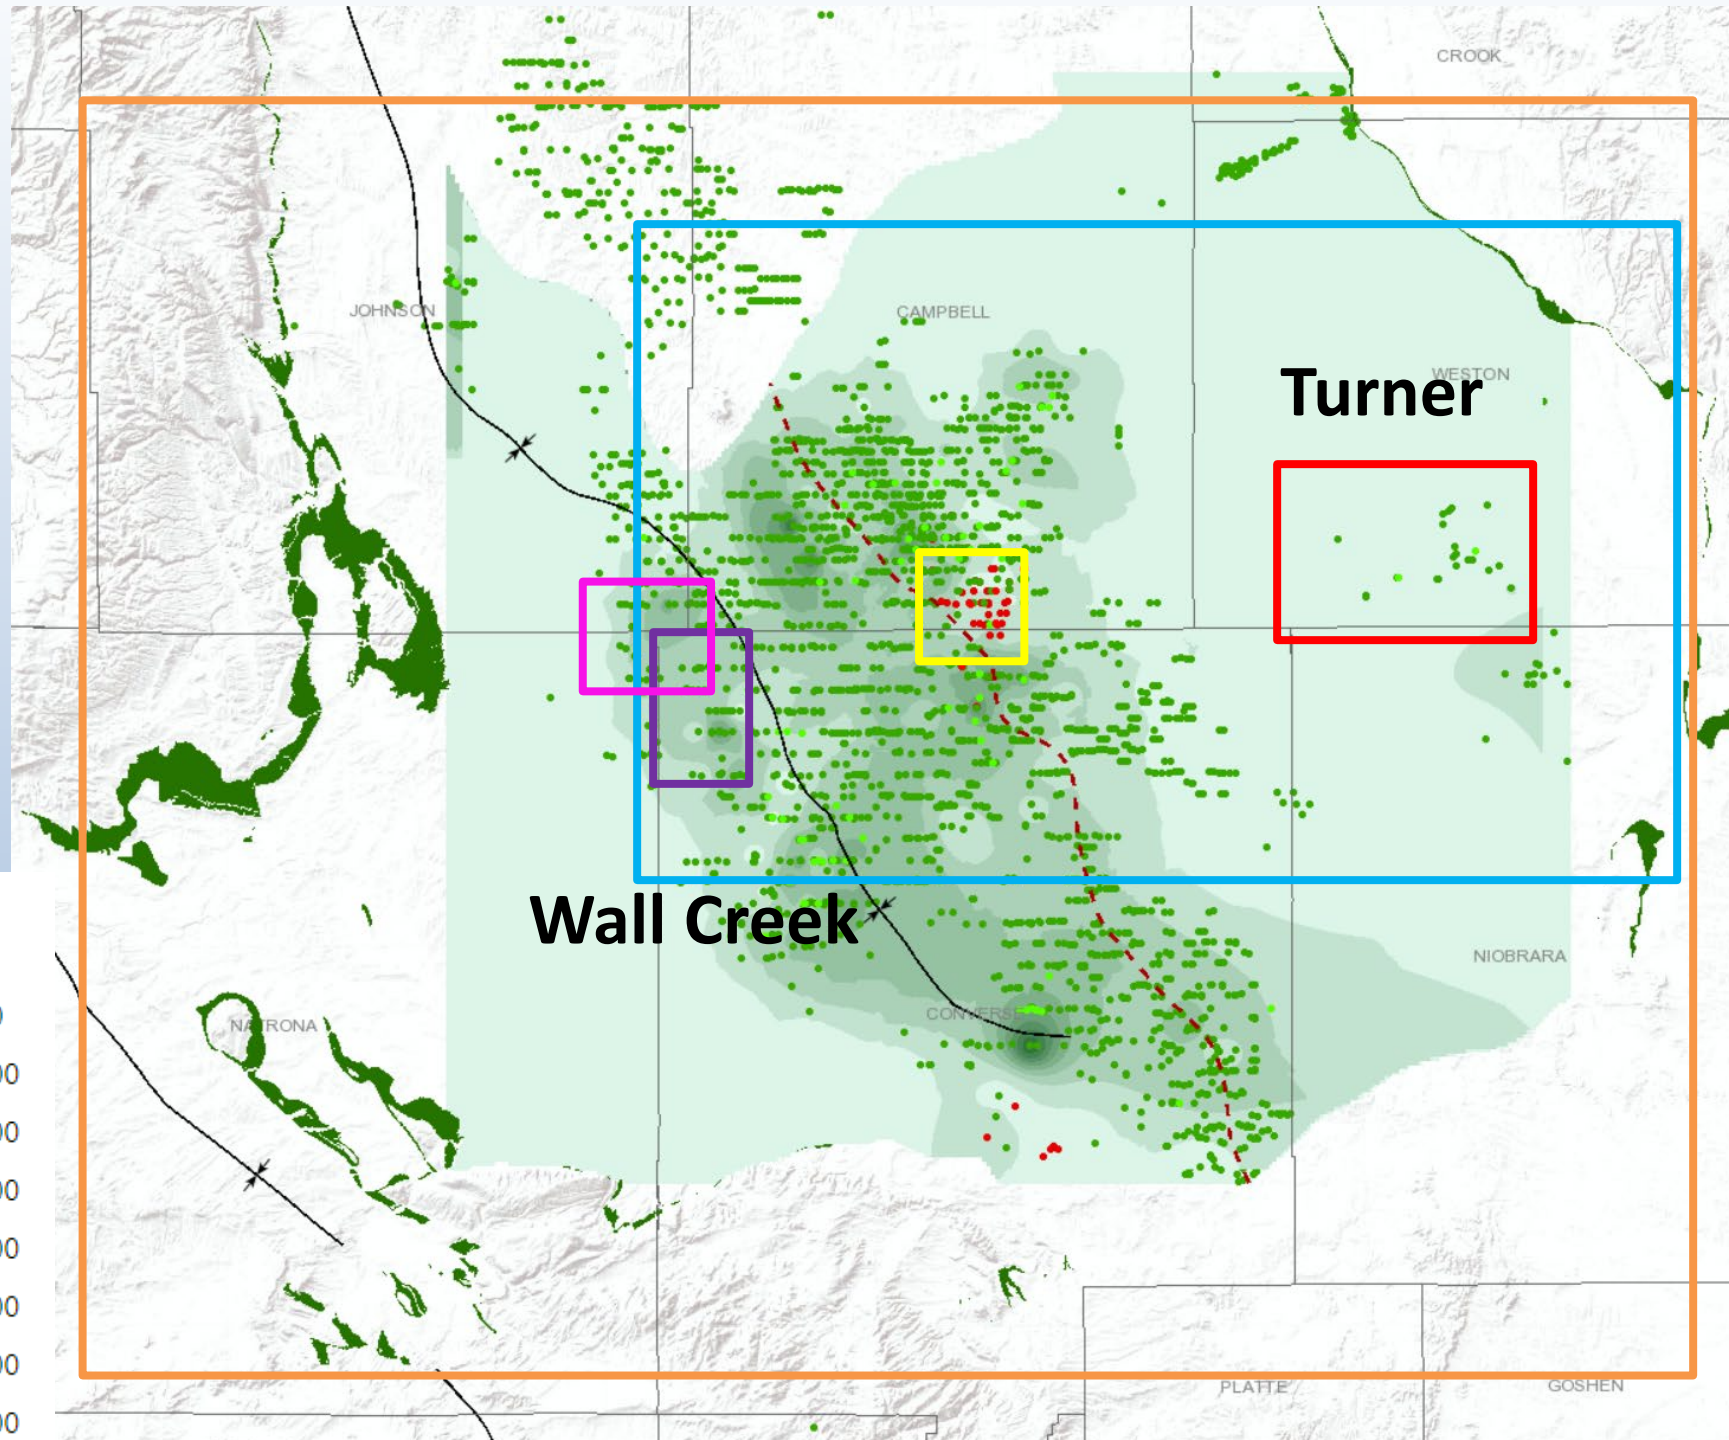 CROOK
JOHNSON
CAMPBELL
WESTON
Turner
Wall Creek
NIOBRARA
CONVERSE
NATRONA
PLATTE
GOSHEN